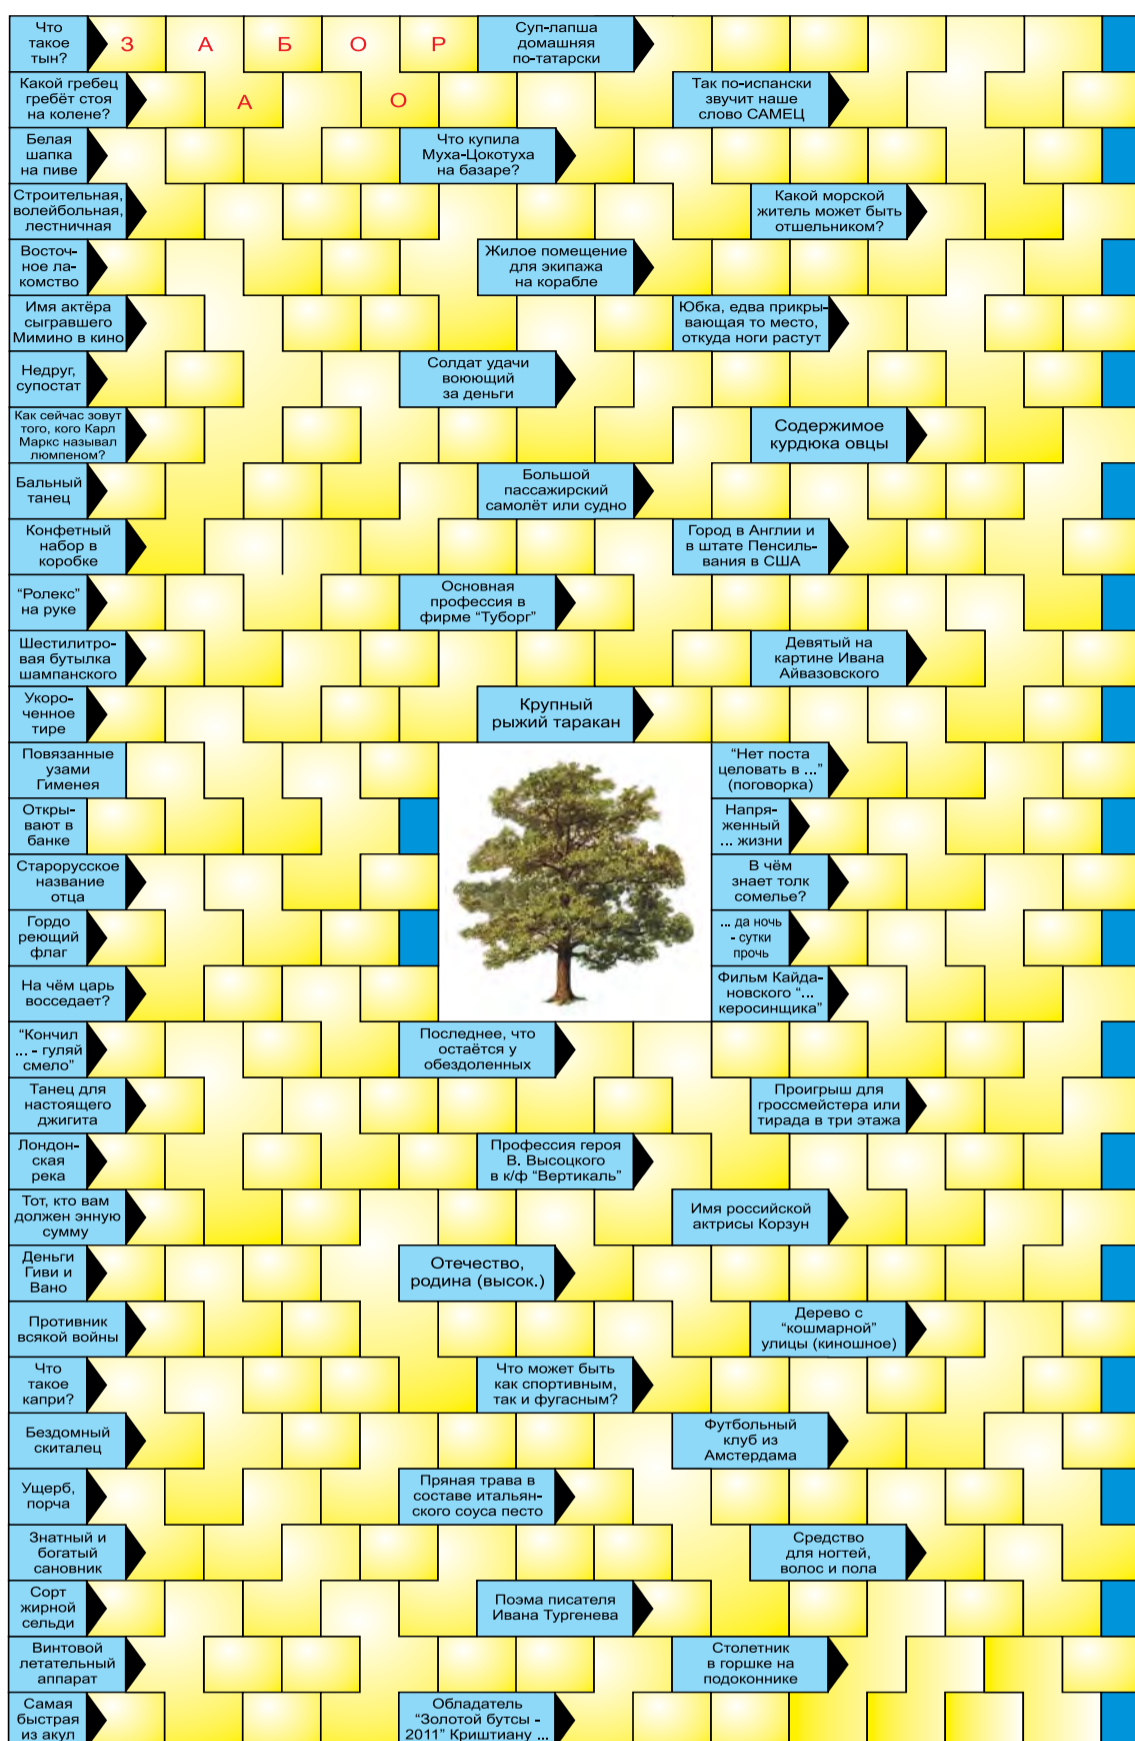 Что
такое
тын?
З А Б О Р
Суп-лапша
домашняя
по-татарски
Какой гребец
гребёт стоя
на колене?
А О
Так по-испански
звучит наше
слово САМЕЦ
Белая
шапка
на пиве
Что купила
Муха-Цокотуха
на базаре?
Строительная,
волейбольная,
лестничная
Какой морской
житель может быть
отшельником?
Восточ-
ное ла-
комство
Жилое помещение
для экипажа
на корабле
Имя актёра
сыгравшего
Мимино в кино
Юбка, едва прикры-
вающая то место,
откуда ноги растут
Недруг,
супостат
Солдат удачи
воюющий
за деньги
Как сейчас зовут
того, кого Карл
Маркс называл
люмпеном?
Содержимое
курдюка овцы
Бальный
танец
Большой
пассажирский
самолёт или судно
Конфетный
набор в
коробке
Город в Англии и
в штате Пенсиль-
вания в США
“Ролекс”
на руке
Основная
профессия в
фирме “Туборг”
Шестилитро-
вая бутылка
шампанского
Девятый на
картине Ивана
Айвазовского
Укоро-
ченное
тире
Крупный
рыжий таракан
Повязанные
узами
Гименея
“Нет поста
целовать в ...”
(поговорка)
Откры-
вают в
банке
Напря-
женный
... жизни
Старорусское
название
отца
В чём
знает толк
сомелье?
Гордо
реющий
флаг
... да ночь
- сутки
прочь
На чём царь
восседает?
Фильм Кайда-
новского “...
керосинщика”
“Кончил
... - гуляй
смело”
Последнее, что
остаётся у
обездоленных
Танец для
настоящего
джигита
Проигрыш для
гроссмейстера или
тирада в три этажа
Лондон-
ская
река
Профессия героя
В. Высоцкого
в к/ф “Вертикаль”
Тот, кто вам
должен энную
сумму
Имя российской
актрисы Корзун
Деньги
Гиви и
Вано
Отечество,
родина (высок.)
Противник
всякой войны
Дерево с
“кошмарной”
улицы (киношное)
Что
такое
капри?
Что может быть
как спортивным,
так и фугасным?
Бездомный
скиталец
Футбольный
клуб из
Амстердама
Ущерб,
порча
Пряная трава в
составе итальян-
ского соуса песто
Знатный и
богатый
сановник
Средство
для ногтей,
волос и пола
Сорт
жирной
сельди
Поэма писателя
Ивана Тургенева
Винтовой
летательный
аппарат
Столетник
в горшке на
подоконнике
Самая
быстрая
из акул
Обладатель
“Золотой бутсы -
2011” Криштиану ...